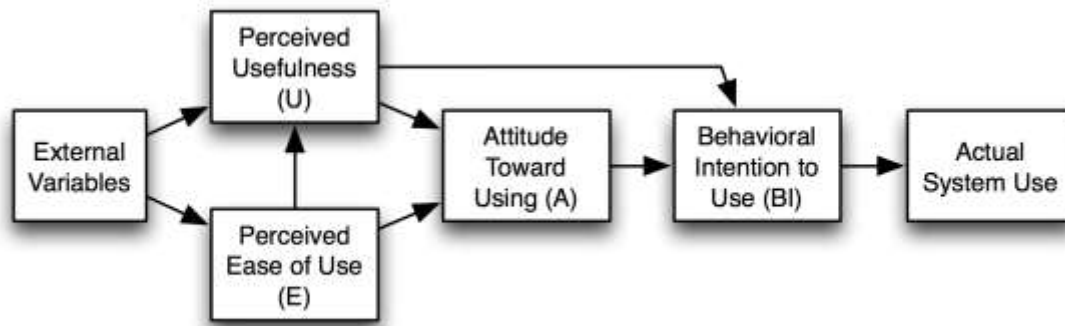 Perceived
Usefulness
(U)
External
Variables
Perceived
Ease of Use
(E)
Attitude
Toward
Using (A)
Behavioral
Intention to
Use (BI)
Actual
System Use